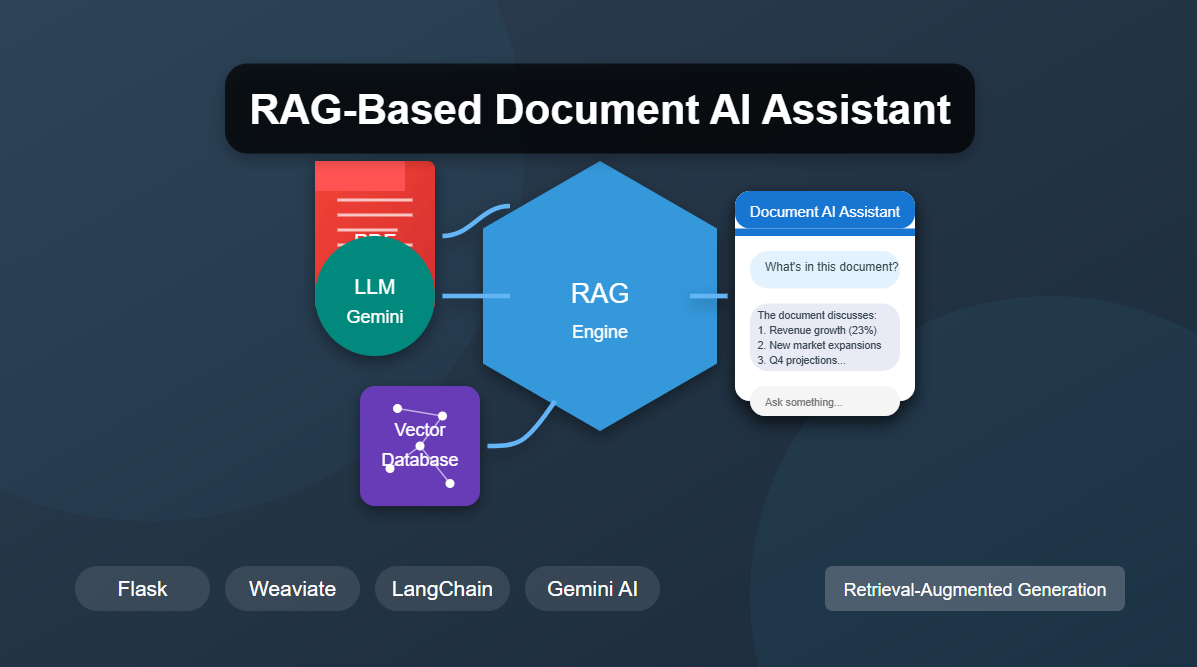 RAG-Based Document AI Assistant
PDF
LLM
Gemini
Vector
Database
RAG
Engine
Document AI Assistant
What's in this document?
The document discusses:
1. Revenue growth (23%)
2. New market expansions
3. Q4 projections...
Ask something...
Flask
Weaviate
LangChain
Gemini AI
Retrieval-Augmented Generation